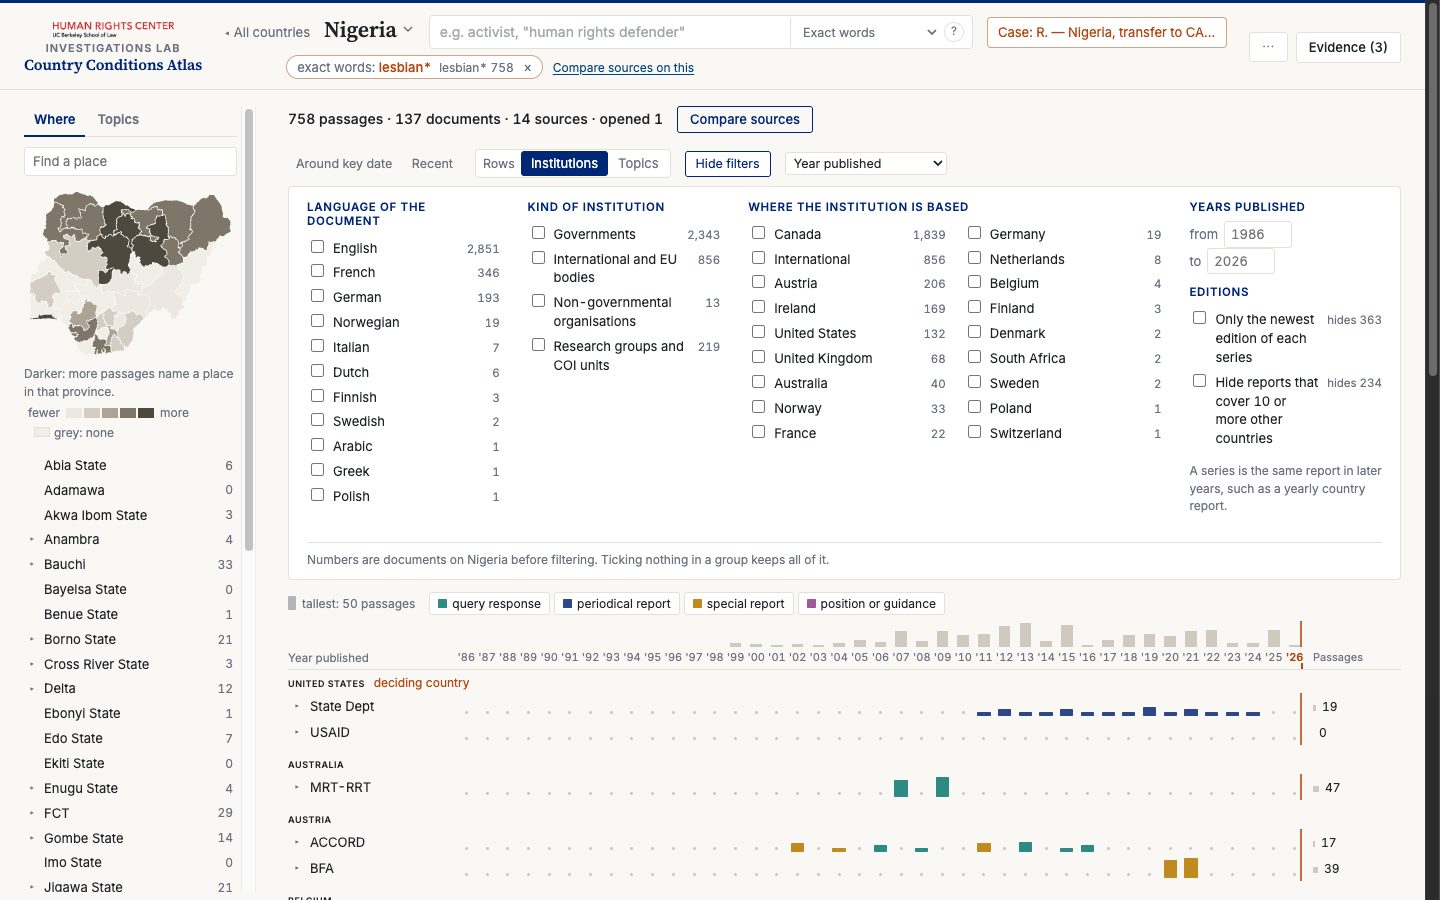 HUMAN RIGHTS CENTER
UC Berkeley School of Law
INVESTIGATIONS LAB
Country Conditions Atlas
All countries
Nigeria
e.g. activist, "human rights defender"
Exact words
?
Case: R. — Nigeria, transfer to CA...
...
Evidence (3)
exact words: lesbian* lesbian* 758 ×
Compare sources on this
Where Topics
Find a place
Darker: more passages name a place
in that province.
fewer more
grey: none
Abia State 6
Adamawa 0
Akwa Ibom State 3
Anambra 4
Bauchi 33
Bayelsa State 0
Benue State 1
Borno State 21
Cross River State 3
Delta 12
Ebonyi State 1
Edo State 7
Ekiti State 0
Enugu State 4
FCT 29
Gombe State 14
Imo State 0
Jigawa State 21
758 passages · 137 documents · 14 sources · opened 1
Compare sources
Around key date Recent Rows Institutions Topics Hide filters Year published
LANGUAGE OF THE
DOCUMENT
English 2,851
French 346
German 193
Norwegian 19
Italian 7
Dutch 6
Finnish 3
Swedish 2
Arabic 1
Greek 1
Polish 1
KIND OF INSTITUTION
Governments 2,343
International and EU 856
bodies
Non-governmental 13
organisations
Research groups and 219
COI units
WHERE THE INSTITUTION IS BASED
Canada 1,839
International 856
Austria 206
Ireland 169
United States 132
United Kingdom 68
Australia 40
Norway 33
France 22
Germany 19
Netherlands 8
Belgium 4
Finland 3
Denmark 2
South Africa 2
Sweden 2
Poland 1
Switzerland 1
YEARS PUBLISHED
from 1986
to 2026
EDITIONS
Only the newest hides 363
edition of each
series
Hide reports that hides 234
cover 10 or
more other
countries
A series is the same report in later
years, such as a yearly country
report.
Numbers are documents on Nigeria before filtering. Ticking nothing in a group keeps all of it.
tallest: 50 passages query response periodical report special report position or guidance
Year published '86 '87 '88 '89 '90 '91 '92 '93 '94 '95 '96 '97 '98 '99 '00 '01 '02 '03 '04 '05 '06 '07 '08 '09 '10 '11 '12 '13 '14 '15 '16 '17 '18 '19 '20 '21 '22 '23 '24 '25 '26 Passages
UNITED STATES deciding country
State Dept 19
USAID 0
AUSTRALIA
MRT-RRT 47
AUSTRIA
ACCORD 17
BFA 39
BELGIUM